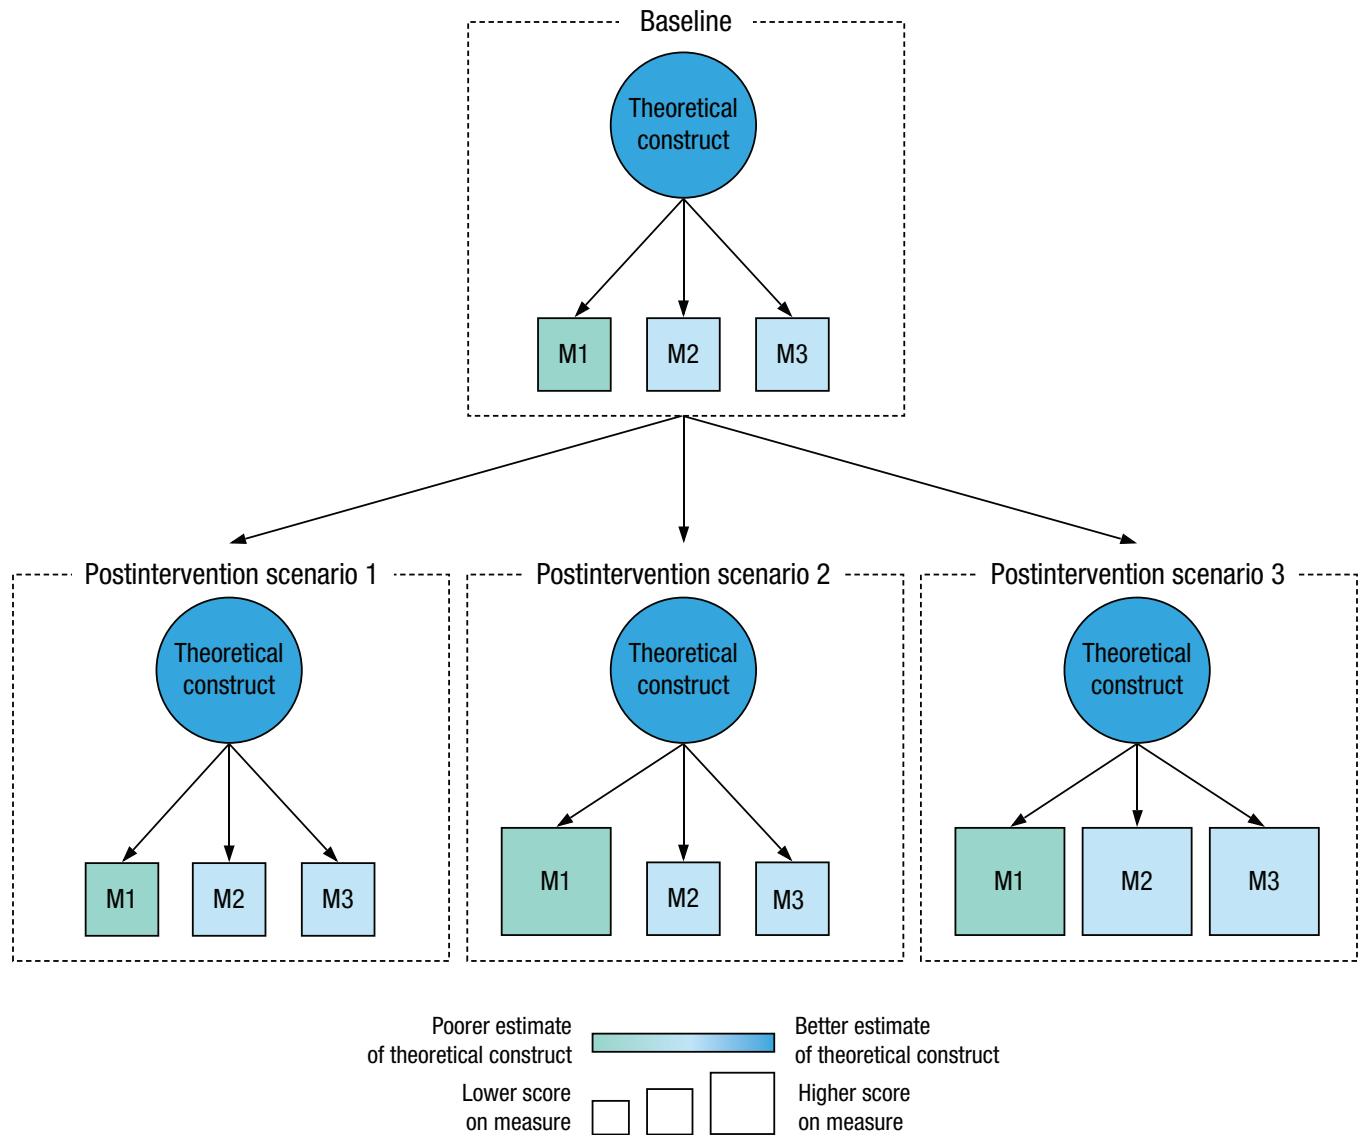 Baseline
Theoretical
construct
M1
M2
M3
Postintervention scenario 1
Theoretical
construct
M1
M2
M3
Postintervention scenario 2
Theoretical
construct
M1
M2
M3
Postintervention scenario 3
Theoretical
construct
M1
M2
M3
Poorer estimate
of theoretical construct
Better estimate
of theoretical construct
Lower score
on measure
Higher score
on measure